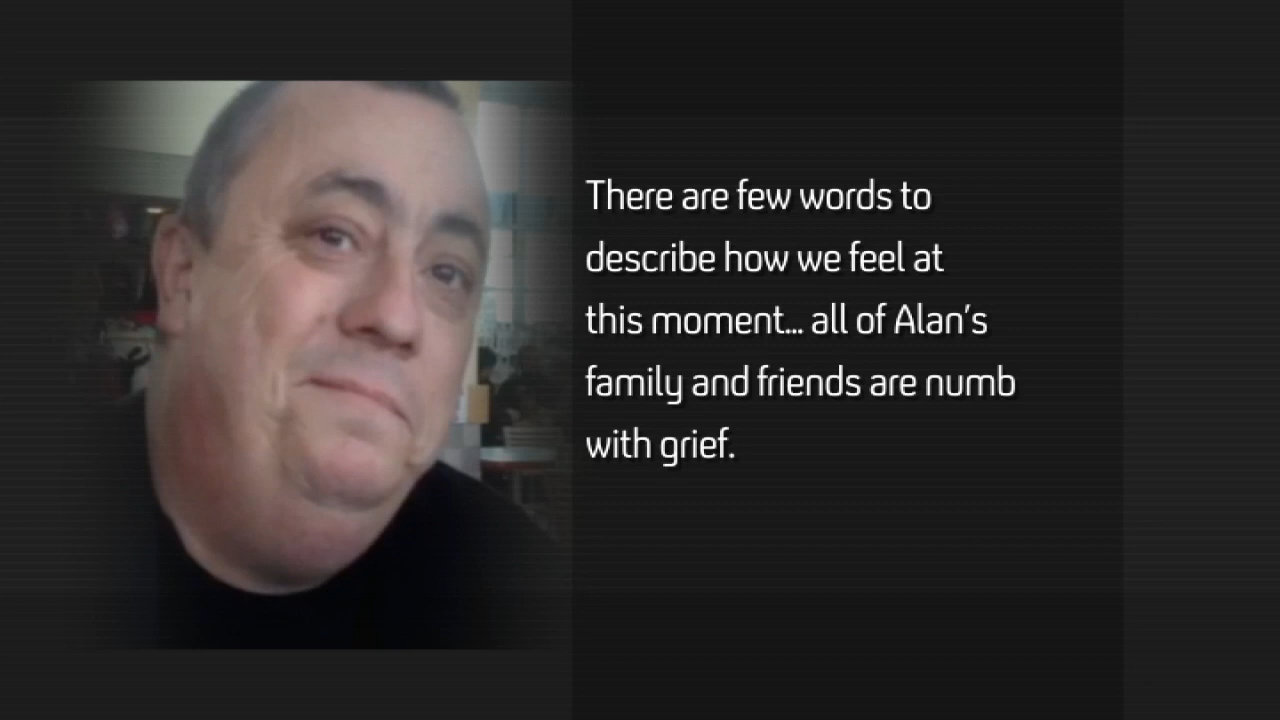 There are few words to
describe how we feel at
this moment... all of Alan's
family and friends are numb
with grief.